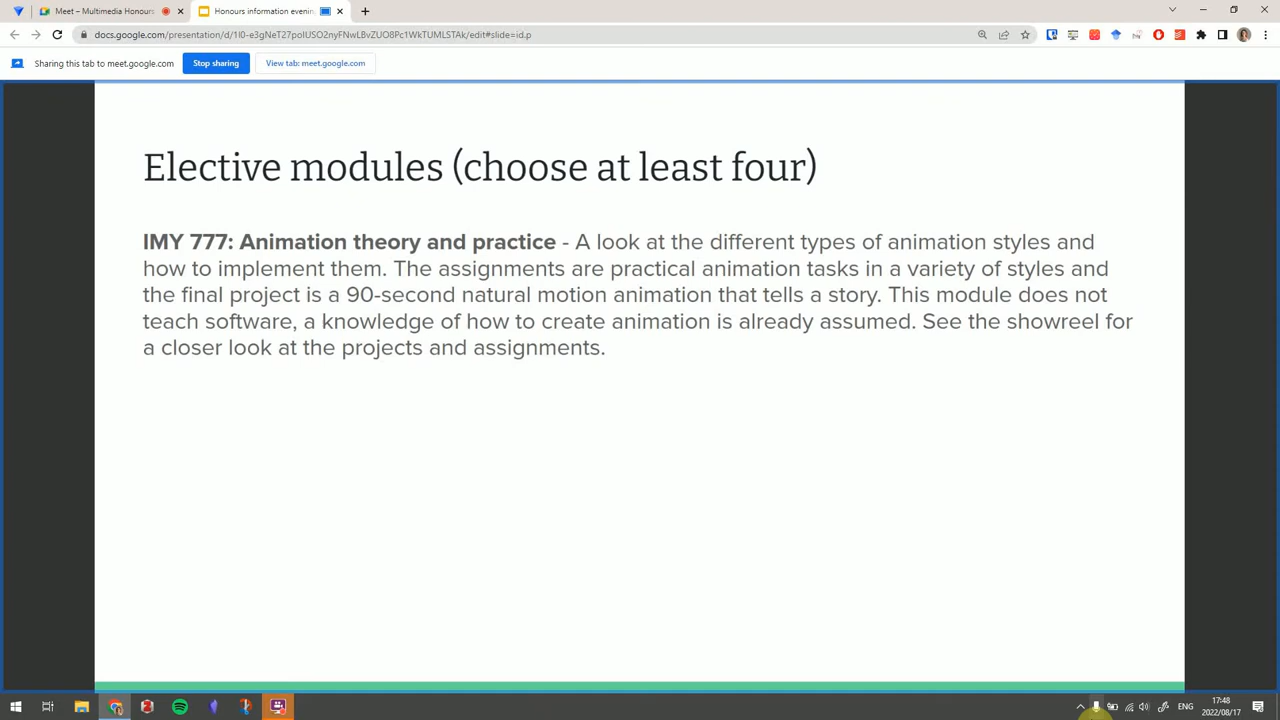 Meet – Multimedia Honours
Honours information evenin
docs.google.com/presentation/d/1I0-e3gNeT27polUSO2nyFNwLBvZUO8Pc1WkTUMLSTAk/edit#slide=id.p
Sharing this tab to meet.google.com
Stop sharing
View tab: meet.google.com
Elective modules (choose at least four)
IMY 777: Animation theory and practice - A look at the different types of animation styles and
how to implement them. The assignments are practical animation tasks in a variety of styles and
the final project is a 90-second natural motion animation that tells a story. This module does not
teach software, a knowledge of how to create animation is already assumed. See the showreel for
a closer look at the projects and assignments.
ENG
17:48
2022/08/17